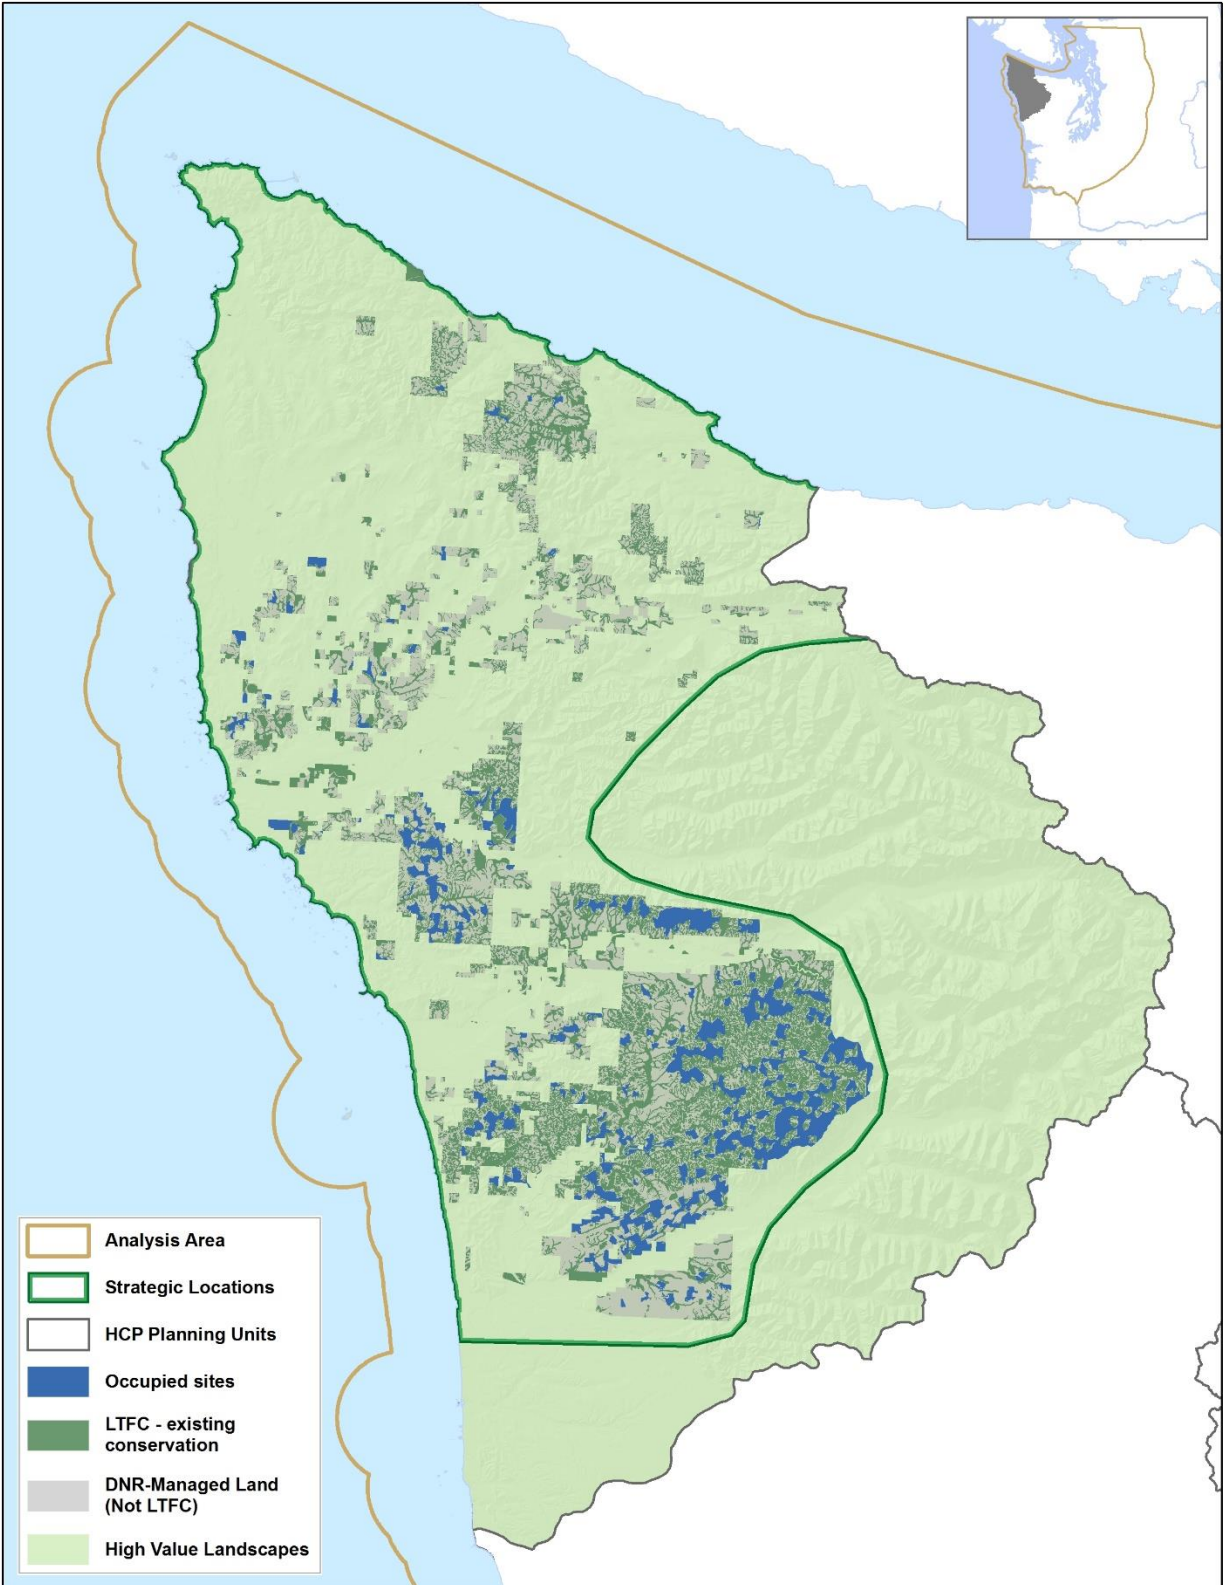 Analysis Area
Strategic Locations
HCP Planning Units
Occupied sites
LTFC - existing
conservation
DNR-Managed Land
(Not LTFC)
High Value Landscapes